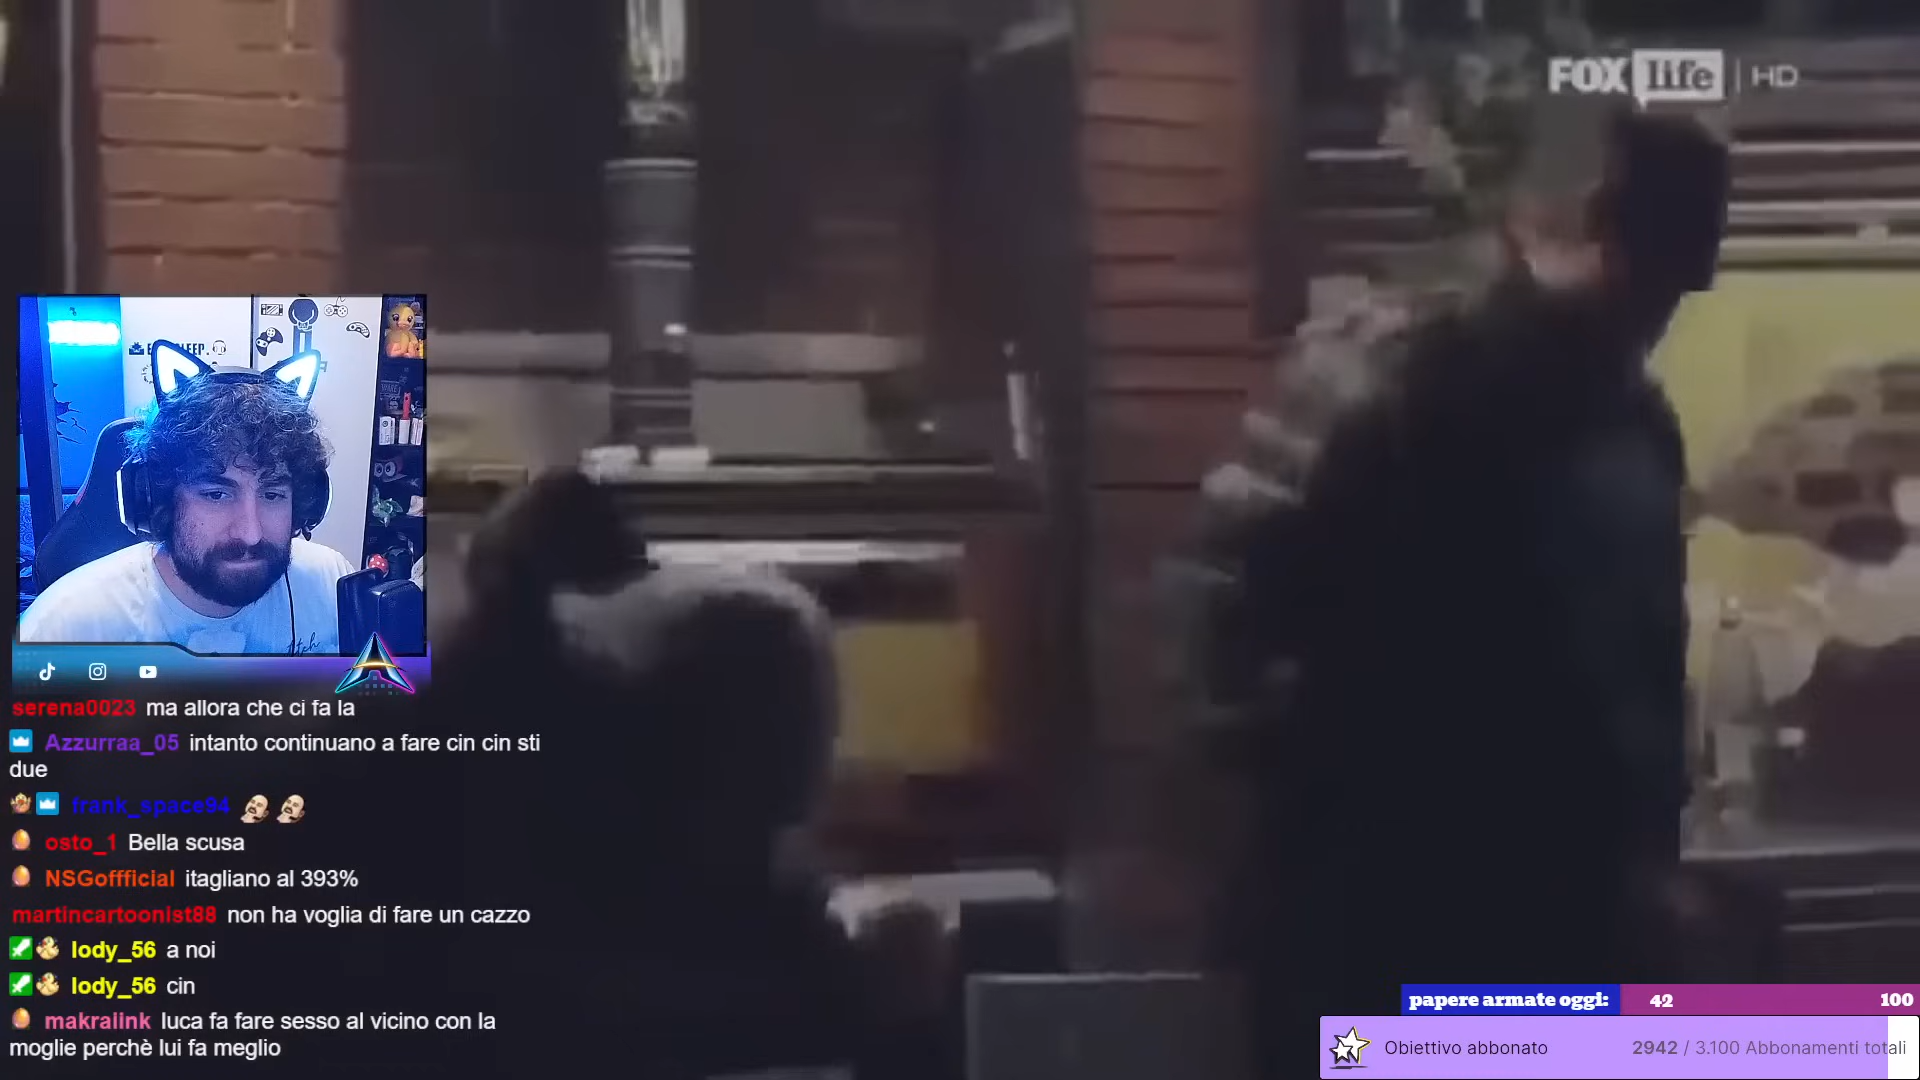 FOX life HD
serena0023 ma allora che ci fa la
Azzurraa_05 intanto continuano a fare cin cin sti
due
frank_space94
osto_1 Bella scusa
NSGoffficial itagliano al 393%
martincartoonist88 non ha voglia di fare un cazzo
lody_56 a noi
lody_56 cin
makralink luca fa fare sesso al vicino con la
moglie perchè lui fa meglio
papere armate oggi: 42 100
Obiettivo abbonato 2942 / 3.100 Abbonamenti totali